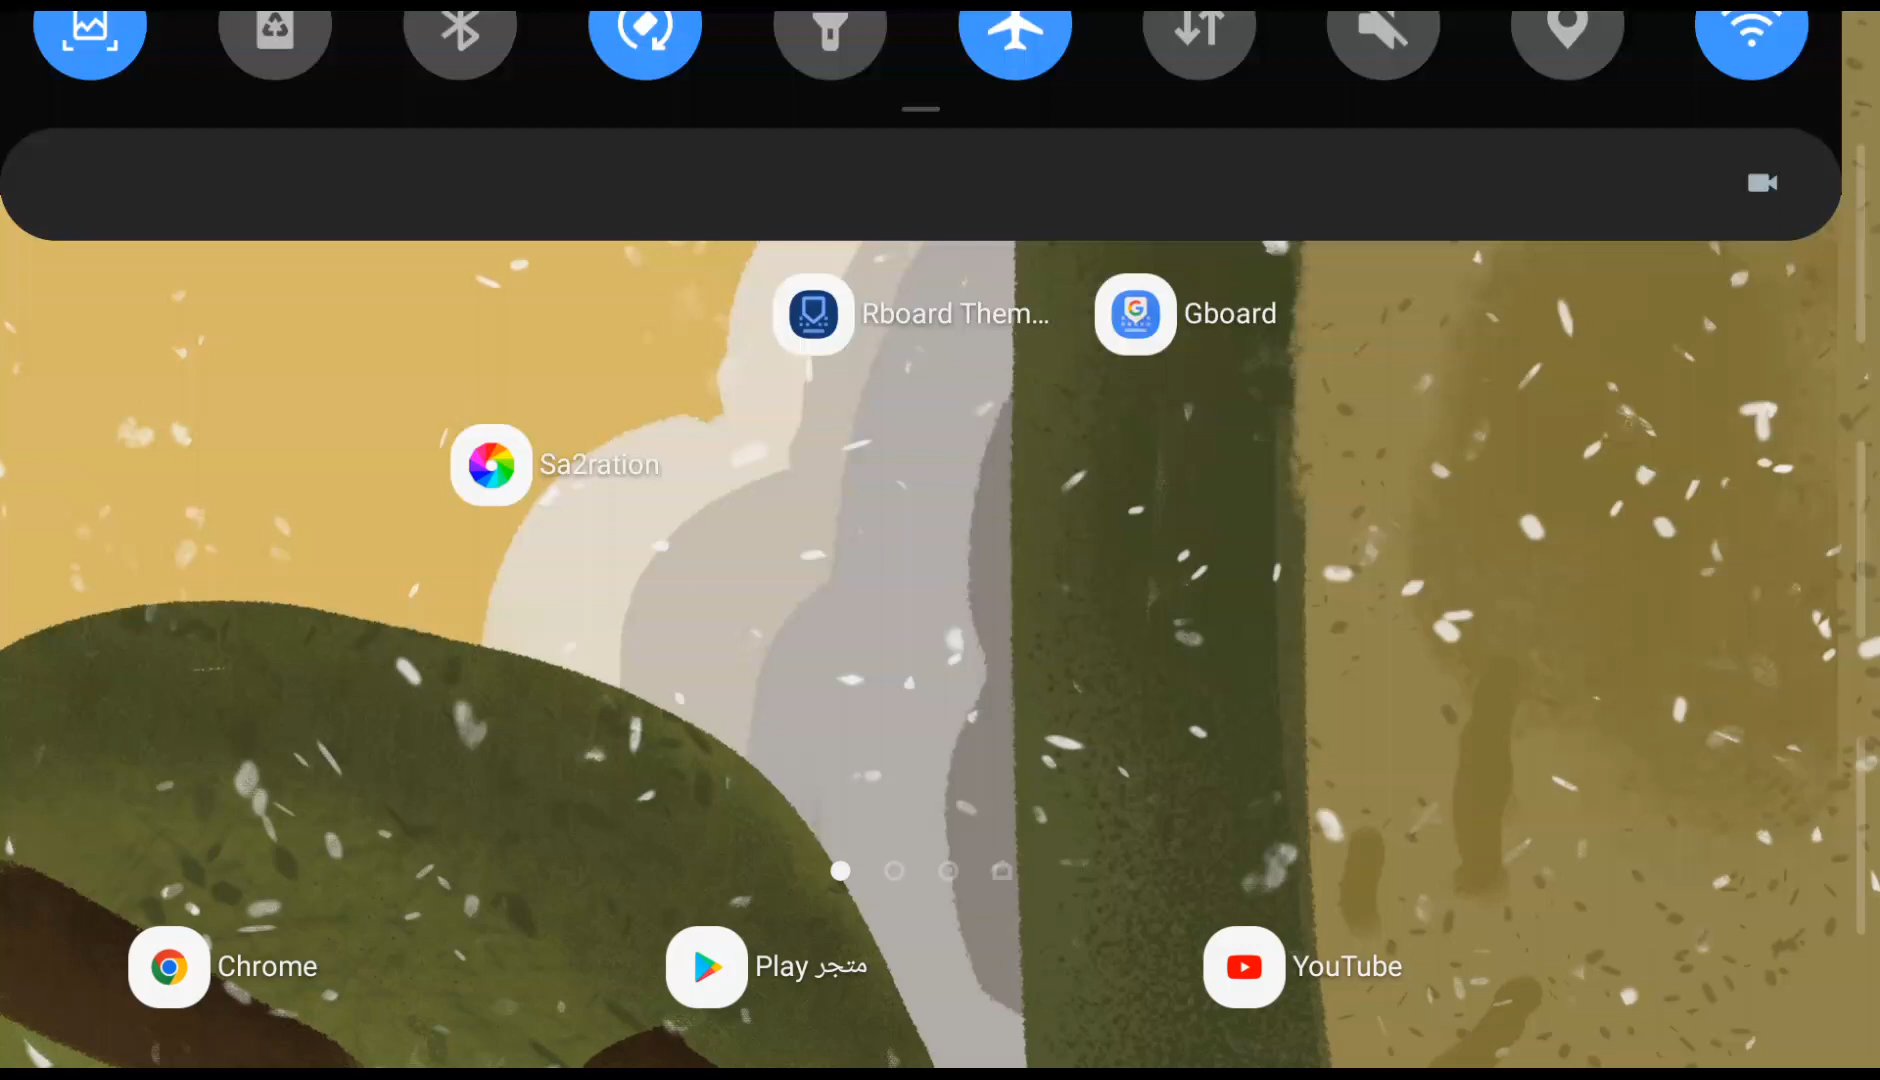 Rboard Them...
Gboard
Sa2ration
Chrome
متجر Play
YouTube